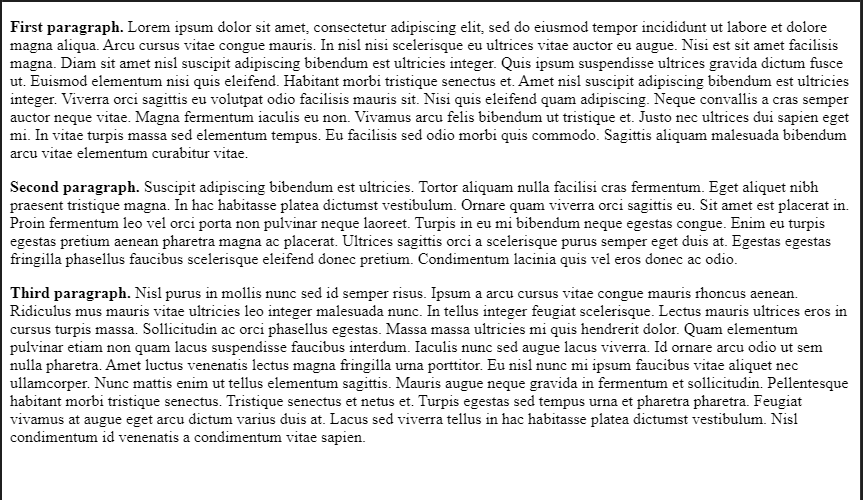 First paragraph. Lorem ipsum dolor sit amet, consectetur adipiscing elit, sed do eiusmod tempor incididunt ut labore et dolore
magna aliqua. Arcu cursus vitae congue mauris. In nisl nisi scelerisque eu ultrices vitae auctor eu augue. Nisi est sit amet facilisis
magna. Diam sit amet nisl suscipit adipiscing bibendum est ultricies integer. Quis ipsum suspendisse ultrices gravida dictum fusce
ut. Euismod elementum nisi quis eleifend. Habitant morbi tristique senectus et. Amet nisl suscipit adipiscing bibendum est ultricies
integer. Viverra orci sagittis eu volutpat odio facilisis mauris sit. Nisi quis eleifend quam adipiscing. Neque convallis a cras semper
auctor neque vitae. Magna fermentum iaculis eu non. Vivamus arcu felis bibendum ut tristique et. Justo nec ultrices dui sapien eget
mi. In vitae turpis massa sed elementum tempus. Eu facilisis sed odio morbi quis commodo. Sagittis aliquam malesuada bibendum
arcu vitae elementum curabitur vitae.
Second paragraph. Suscipit adipiscing bibendum est ultricies. Tortor aliquam nulla facilisi cras fermentum. Eget aliquet nibh
praesent tristique magna. In hac habitasse platea dictumst vestibulum. Ornare quam viverra orci sagittis eu. Sit amet est placerat in.
Proin fermentum leo vel orci porta non pulvinar neque laoreet. Turpis in eu mi bibendum neque egestas congue. Enim eu turpis
egestas pretium aenean pharetra magna ac placerat. Ultrices sagittis orci a scelerisque purus semper eget duis at. Egestas egestas
fringilla phasellus faucibus scelerisque eleifend donec pretium. Condimentum lacinia quis vel eros donec ac odio.
Third paragraph. Nisl purus in mollis nunc sed id semper risus. Ipsum a arcu cursus vitae congue mauris rhoncus aenean.
Ridiculus mus mauris vitae ultricies leo integer malesuada nunc. In tellus integer feugiat scelerisque. Lectus mauris ultrices eros in
cursus turpis massa. Sollicitudin ac orci phasellus egestas. Massa massa ultricies mi quis hendrerit dolor. Quam elementum
pulvinar etiam non quam lacus suspendisse faucibus interdum. Iaculis nunc sed augue lacus viverra. Id ornare arcu odio ut sem
nulla pharetra. Amet luctus venenatis lectus magna fringilla urna porttitor. Eu nisl nunc mi ipsum faucibus vitae aliquet nec
ullamcorper. Nunc mattis enim ut tellus elementum sagittis. Mauris augue neque gravida in fermentum et sollicitudin. Pellentesque
habitant morbi tristique senectus. Tristique senectus et netus et. Turpis egestas sed tempus urna et pharetra pharetra. Feugiat
vivamus at augue eget arcu dictum varius duis at. Lacus sed viverra tellus in hac habitasse platea dictumst vestibulum. Nisl
condimentum id venenatis a condimentum vitae sapien.